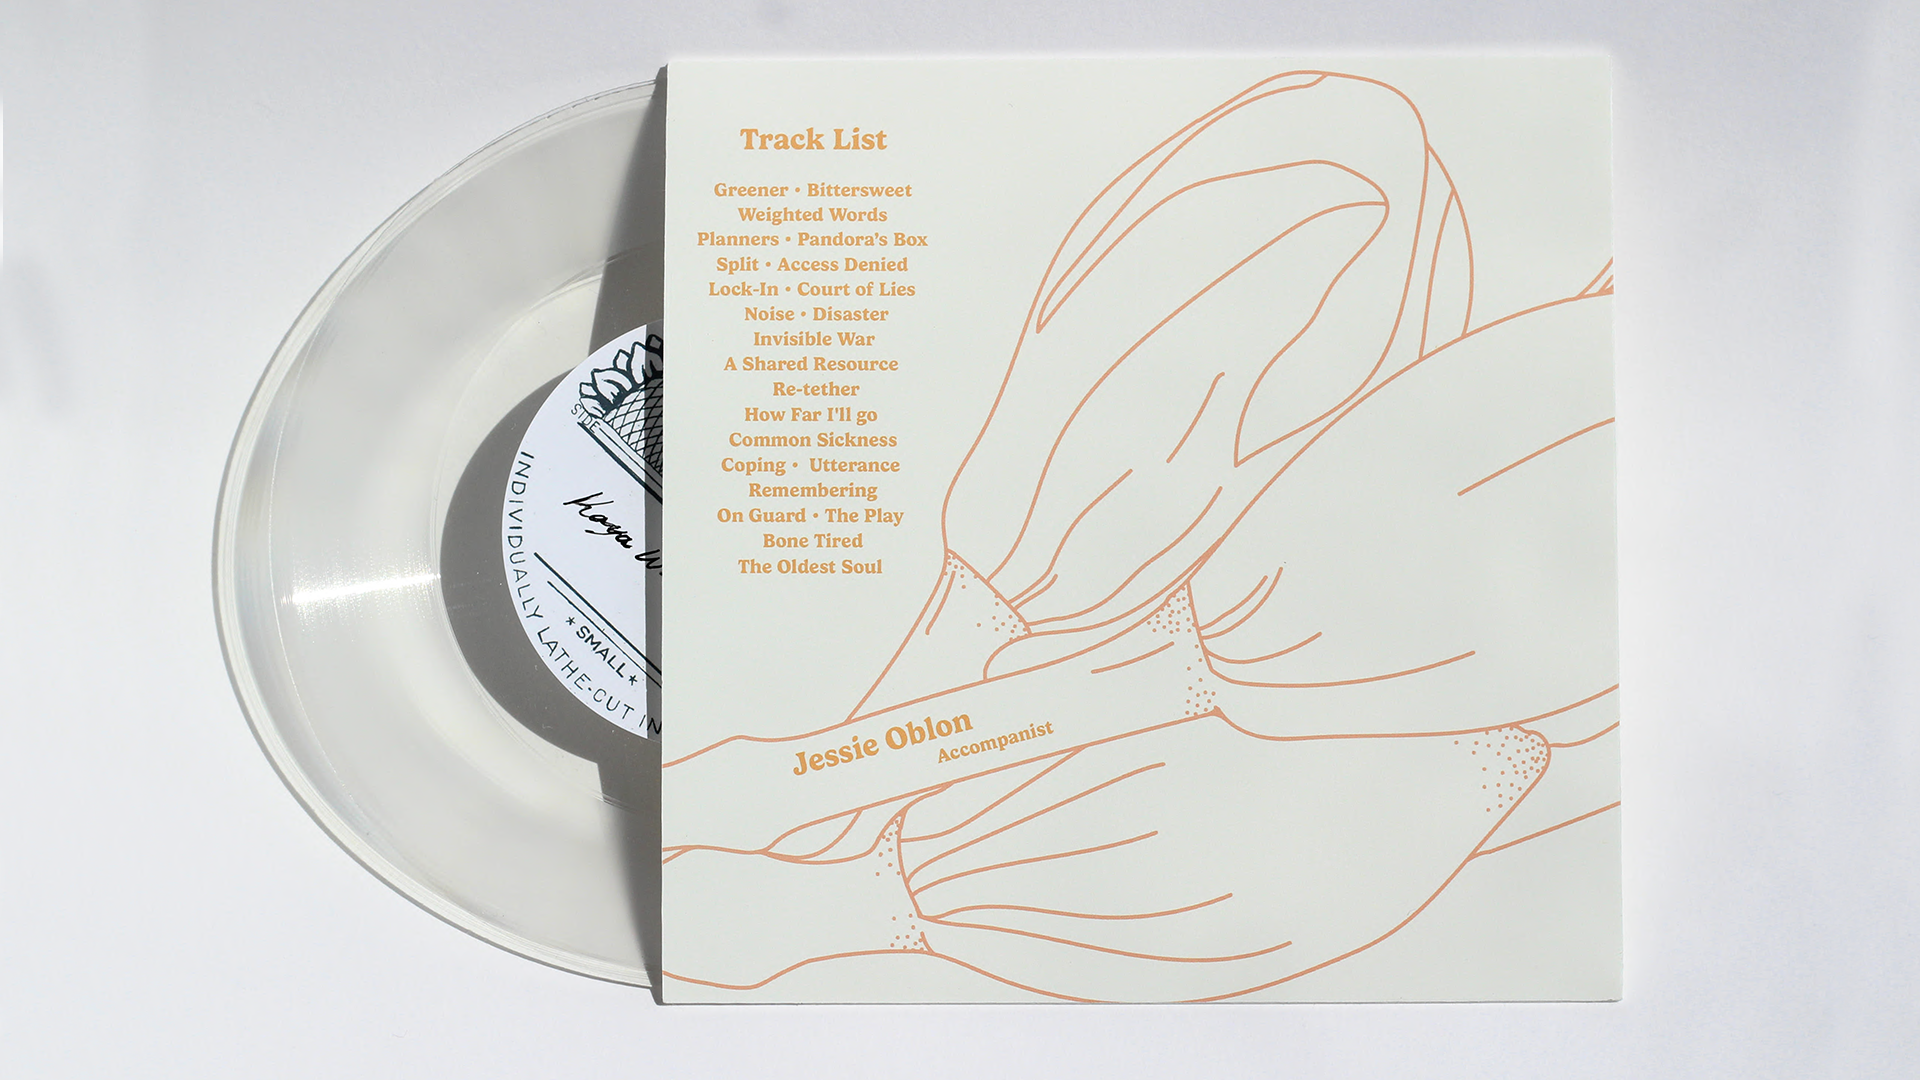 Track List
Greener • Bittersweet
Weighted Words
Planners • Pandora's Box
Split • Access Denied
Lock-In • Court of Lies
Noise • Disaster
Invisible War
A Shared Resource
Re-tether
How Far I'll go
Common Sickness
Coping • Utterance
Remembering
On Guard • The Play
Bone Tired
The Oldest Soul
Jessie Oblon
Accompanist
SIDE
Kaya
*SMALL*
INDIVIDUALLY LATHE-CUT IN